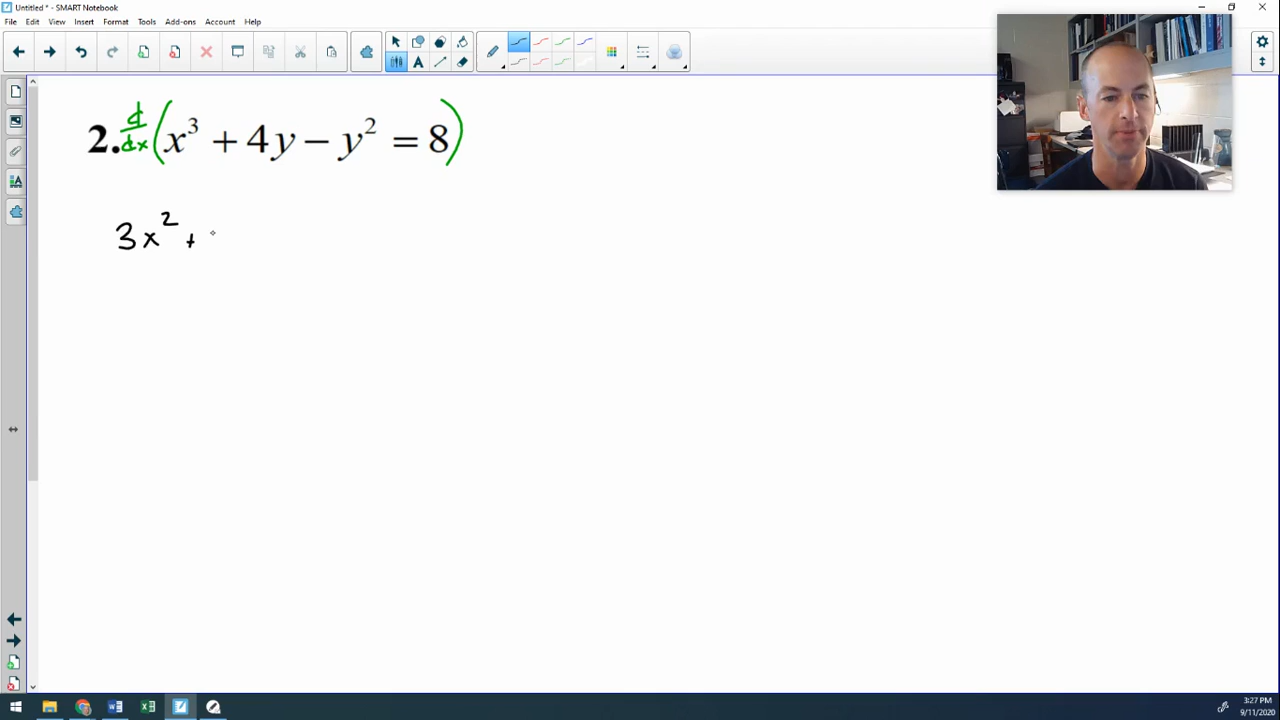 Untitled * - SMART Notebook
File Edit View Insert Format Tools Add-ons Account Help
A
2. d/dx (x³ + 4y − y² = 8)
3x² +
3:27 PM
9/11/2020